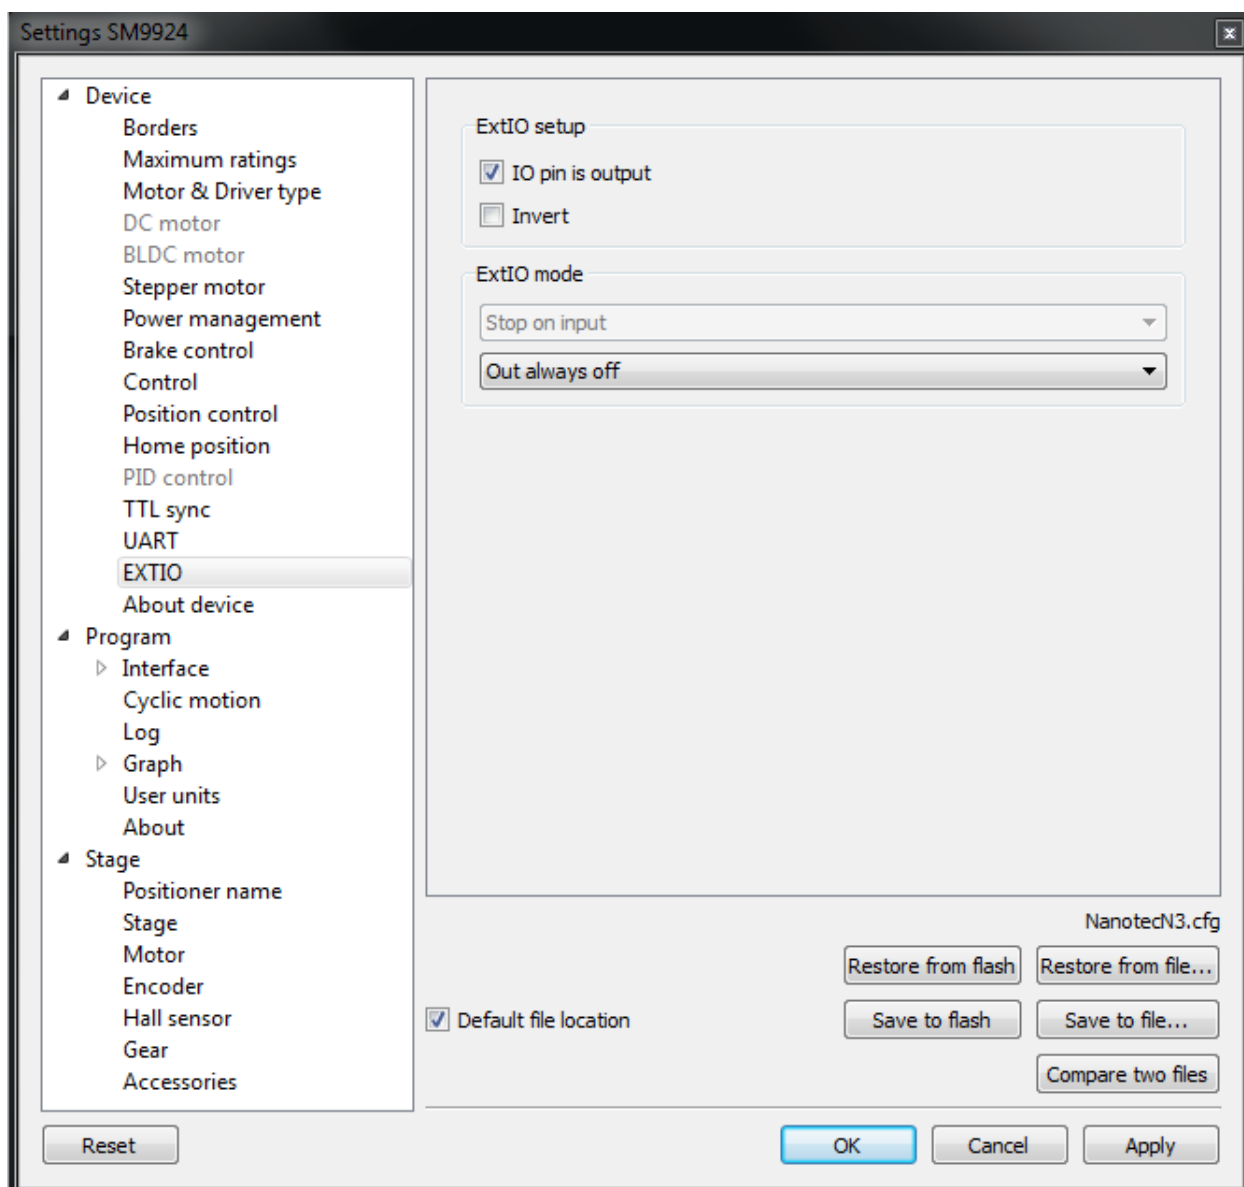 Settings SM9924
Device
Borders
Maximum ratings
Motor & Driver type
DC motor
BLDC motor
Stepper motor
Power management
Brake control
Control
Position control
Home position
PID control
TTL sync
UART
EXTIO
About device
Program
Interface
Cyclic motion
Log
Graph
User units
About
Stage
Positioner name
Stage
Motor
Encoder
Hall sensor
Gear
Accessories
ExtIO setup
IO pin is output
Invert
ExtIO mode
Stop on input
Out always off
NanotecN3.cfg
Restore from flash
Restore from file...
Default file location
Save to flash
Save to file...
Compare two files
Reset
OK
Cancel
Apply